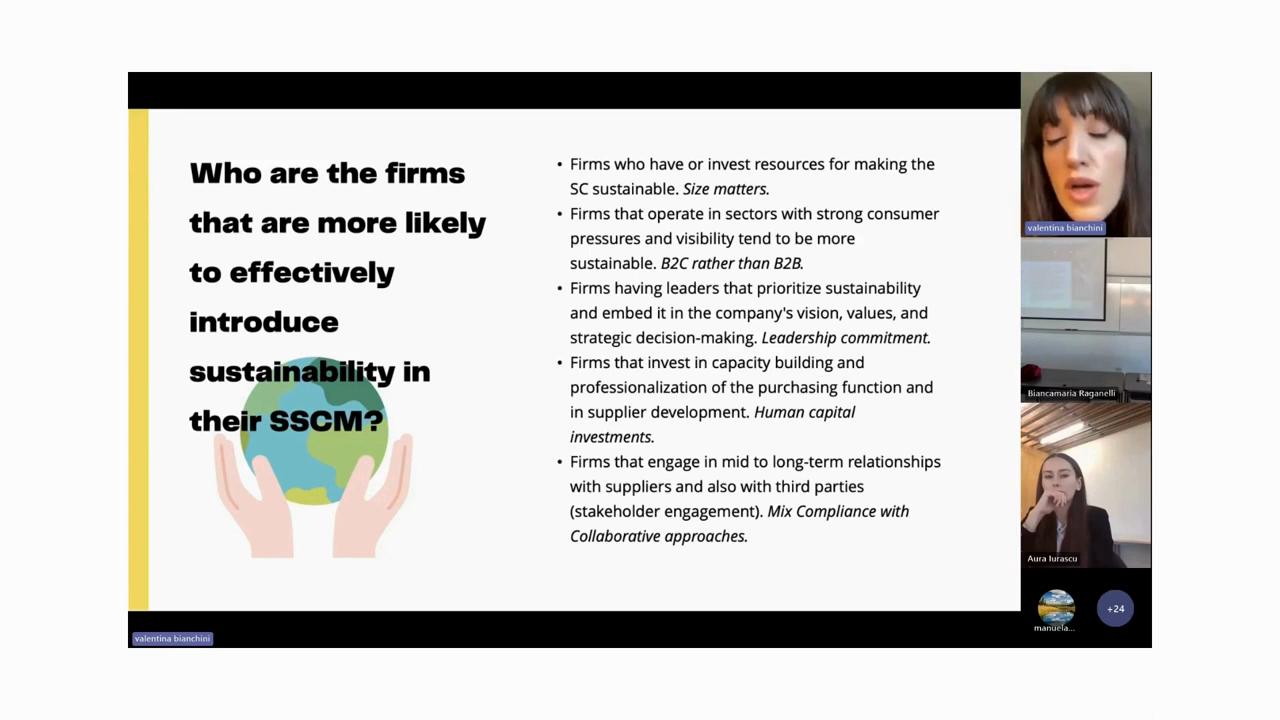 Who are the firms
that are more likely
to effectively
introduce
sustainability in
their SSCM?
• Firms who have or invest resources for making the
SC sustainable. Size matters.
• Firms that operate in sectors with strong consumer
pressures and visibility tend to be more
sustainable. B2C rather than B2B.
• Firms having leaders that prioritize sustainability
and embed it in the company's vision, values, and
strategic decision-making. Leadership commitment.
• Firms that invest in capacity building and
professionalization of the purchasing function and
in supplier development. Human capital
investments.
• Firms that engage in mid to long-term relationships
with suppliers and also with third parties
(stakeholder engagement). Mix Compliance with
Collaborative approaches.
valentina bianchini
Biancamaria Raganelli
Aura Iurascu
manuela...
+24
valentina bianchini